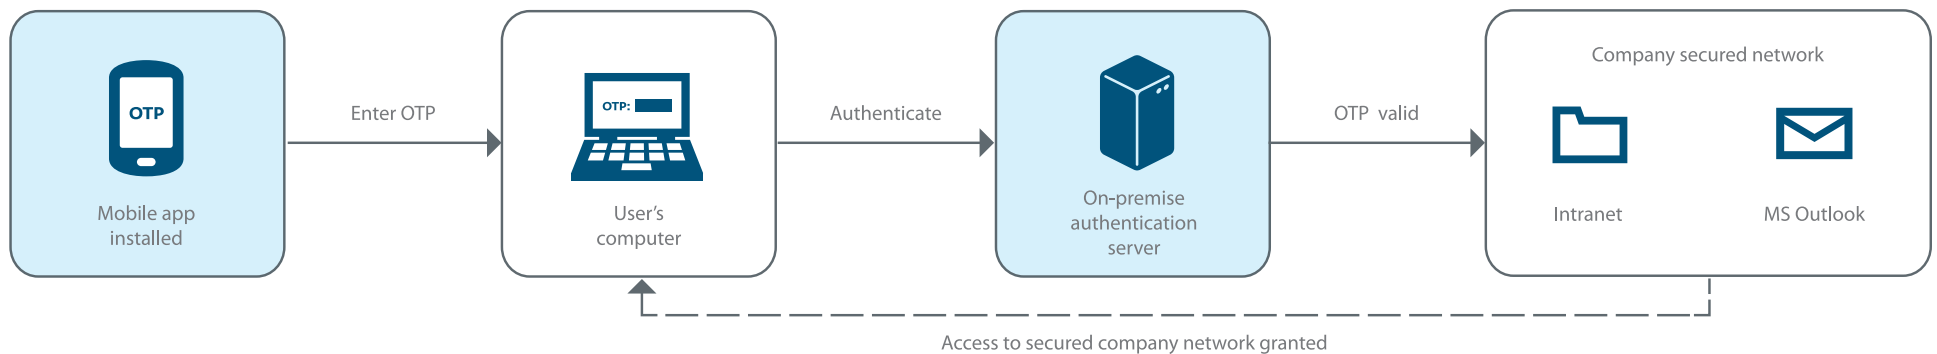 OTP
Mobile app
installed
Enter OTP
OTP:
User's
computer
Authenticate
On-premise
authentication
server
OTP valid
Company secured network
Intranet
MS Outlook
Access to secured company network granted